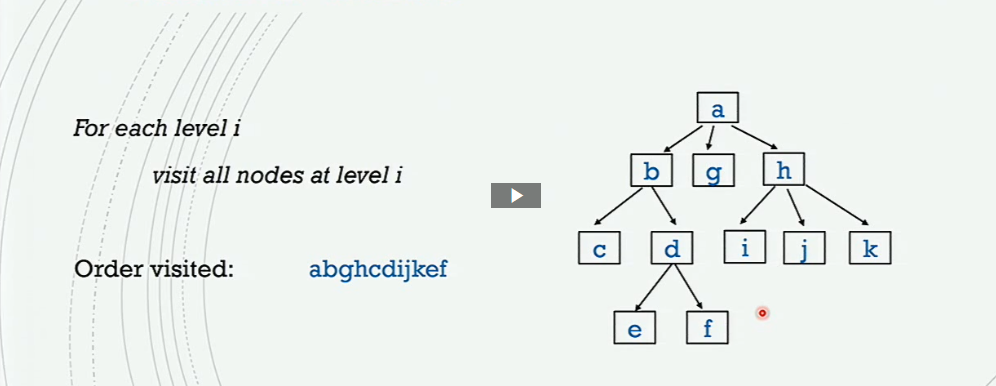 For each level i
visit all nodes at level i
Order visited: abghcdijkef
a
b g h
c d i j k
e f